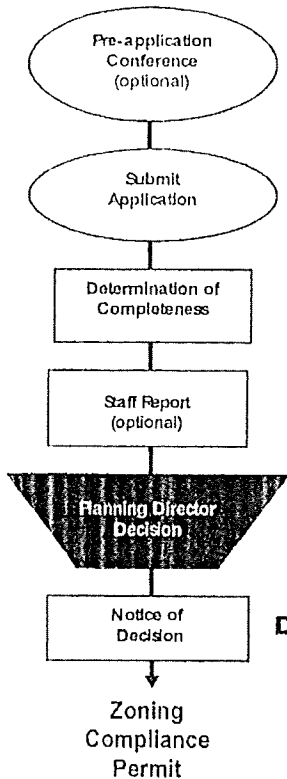 Pre-application
Conference
(optional)
Submit
Application
Determination of
Completeness
Staff Report
(optional)
Planning Director
Decision
Notice of
Decision
D
Zoning
Compliance
Permit